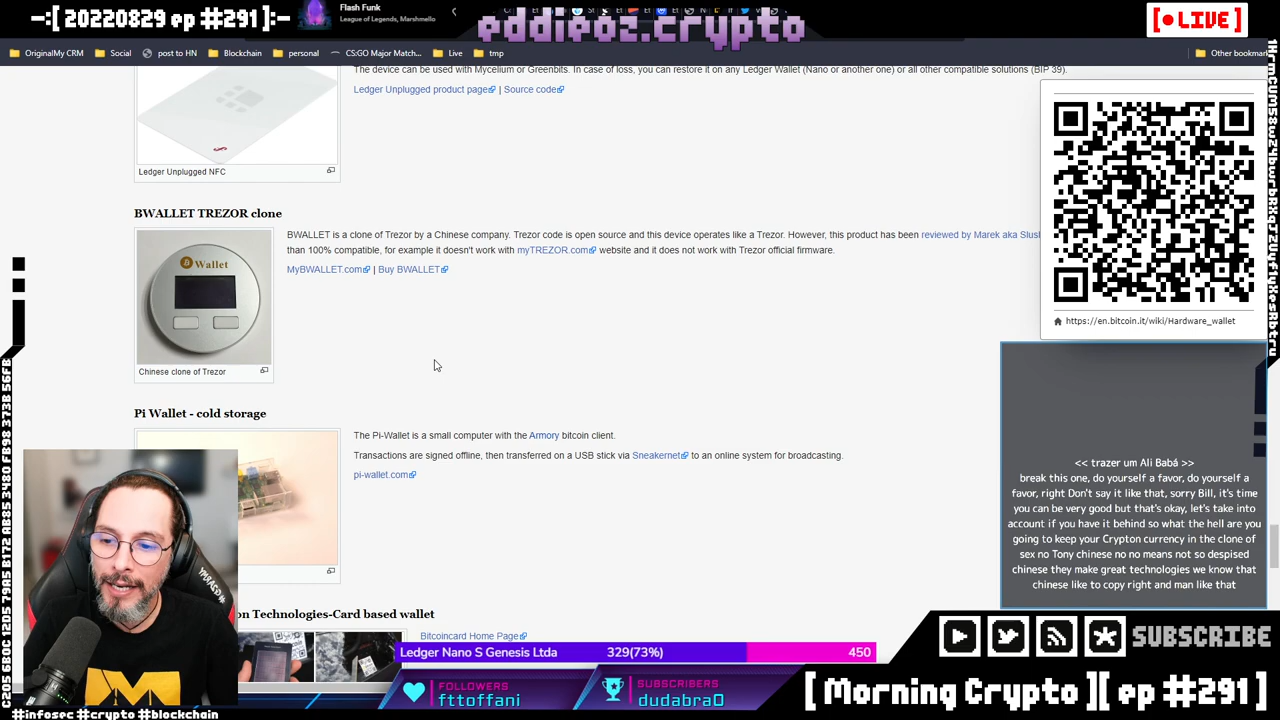 -:[ 20220829 ep #291 ]:-
Flash Funk
League of Legends, Marshmello
eddieoz.crypto
[ • LIVE ]
OriginalMy CRM
Social
post to HN
Blockchain
personal
CS:GO Major Match...
Live
tmp
Other bookmar
The device can be used with Mycelium or Greenbits. In case of loss, you can restore it on any Ledger Wallet (Nano or another one) or all other compatible solutions (BIP 39).
Ledger Unplugged product page | Source code
Ledger Unplugged NFC
BWALLET TREZOR clone
BWALLET is a clone of Trezor by a Chinese company. Trezor code is open source and this device operates like a Trezor. However, this product has been reviewed by Marek aka Slush
than 100% compatible, for example it doesn't work with myTREZOR.com website and it does not work with Trezor official firmware.
MyBWALLET.com | Buy BWALLET
Wallet
Chinese clone of Trezor
https://en.bitcoin.it/wiki/Hardware_wallet
Pi Wallet - cold storage
The Pi-Wallet is a small computer with the Armory bitcoin client.
Transactions are signed offline, then transferred on a USB stick via Sneakernet to an online system for broadcasting.
pi-wallet.com
<< trazer um Ali Babá >>
break this one, do yourself a favor, do yourself a
favor, right Don't say it like that, sorry Bill, it's time
you can be very good but that's okay, let's take into
account if you have it behind so what the hell are you
going to keep your Crypton currency in the clone of
sex no Tony chinese no no means not so despised
chinese they make great technologies we know that
chinese like to copy right and man like that
on Technologies-Card based wallet
Bitcoincard Home Page
Ledger Nano S Genesis Ltda
329(73%)
450
FOLLOWERS
fttoffani
SUBSCRIBERS
dudabra0
SUBSCRIBE
[ Morning Crypto ][ ep #291 ]
#infosec #crypto #blockchain